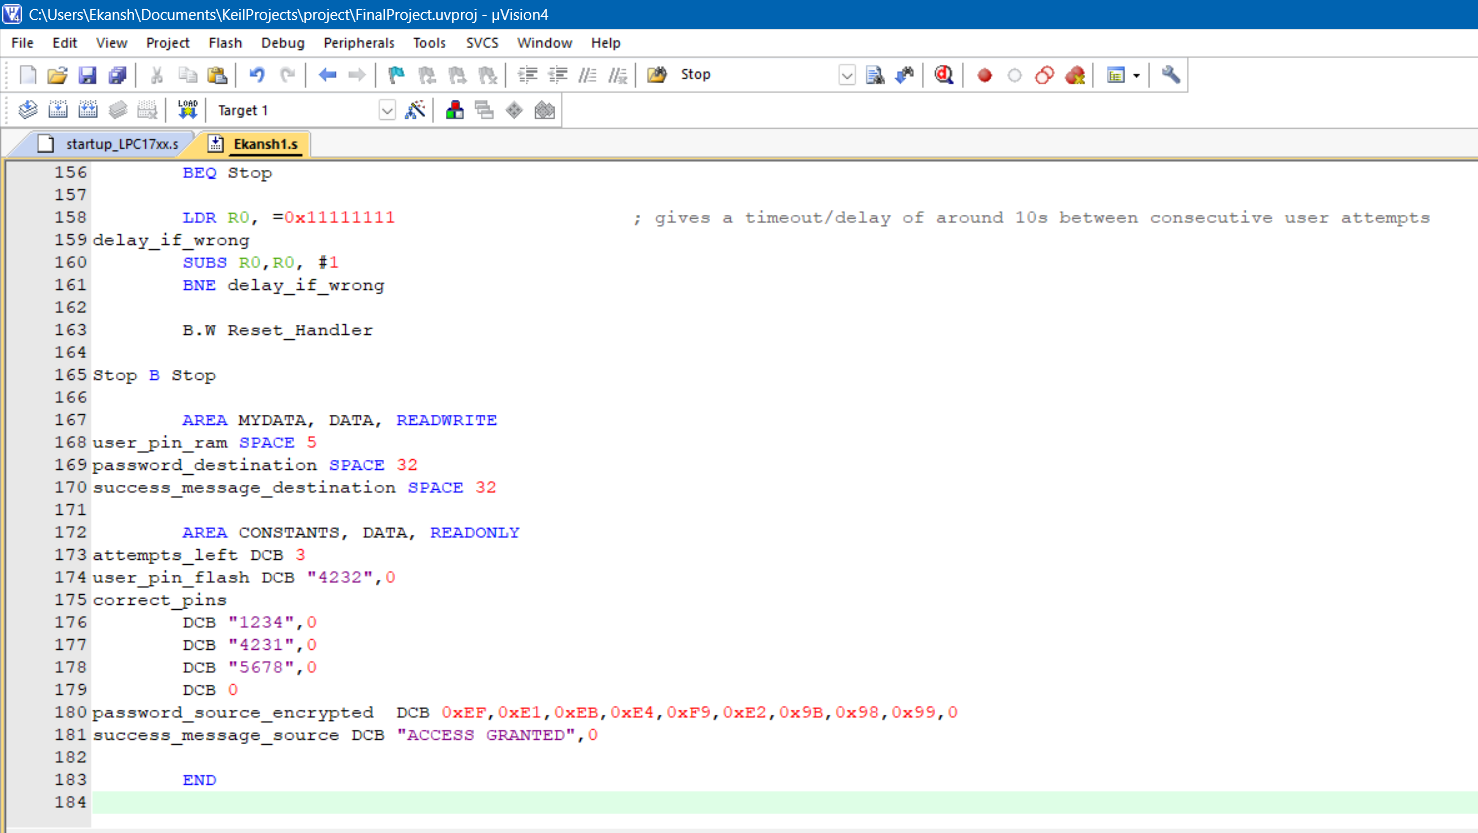 C:\Users\Ekansh\Documents\KeilProjects\project\FinalProject.uvproj - µVision4
File Edit View Project Flash Debug Peripherals Tools SVCS Window Help
Stop
LOAD Target 1
startup_LPC17xx.s Ekansh1.s
156 BEQ Stop
157
158 LDR R0, =0x11111111 ; gives a timeout/delay of around 10s between consecutive user attempts
159 delay_if_wrong
160 SUBS R0,R0, #1
161 BNE delay_if_wrong
162
163 B.W Reset_Handler
164
165 Stop B Stop
166
167 AREA MYDATA, DATA, READWRITE
168 user_pin_ram SPACE 5
169 password_destination SPACE 32
170 success_message_destination SPACE 32
171
172 AREA CONSTANTS, DATA, READONLY
173 attempts_left DCB 3
174 user_pin_flash DCB "4232",0
175 correct_pins
176 DCB "1234",0
177 DCB "4231",0
178 DCB "5678",0
179 DCB 0
180 password_source_encrypted DCB 0xEF,0xE1,0xEB,0xE4,0xF9,0xE2,0x9B,0x98,0x99,0
181 success_message_source DCB "ACCESS GRANTED",0
182
183 END
184